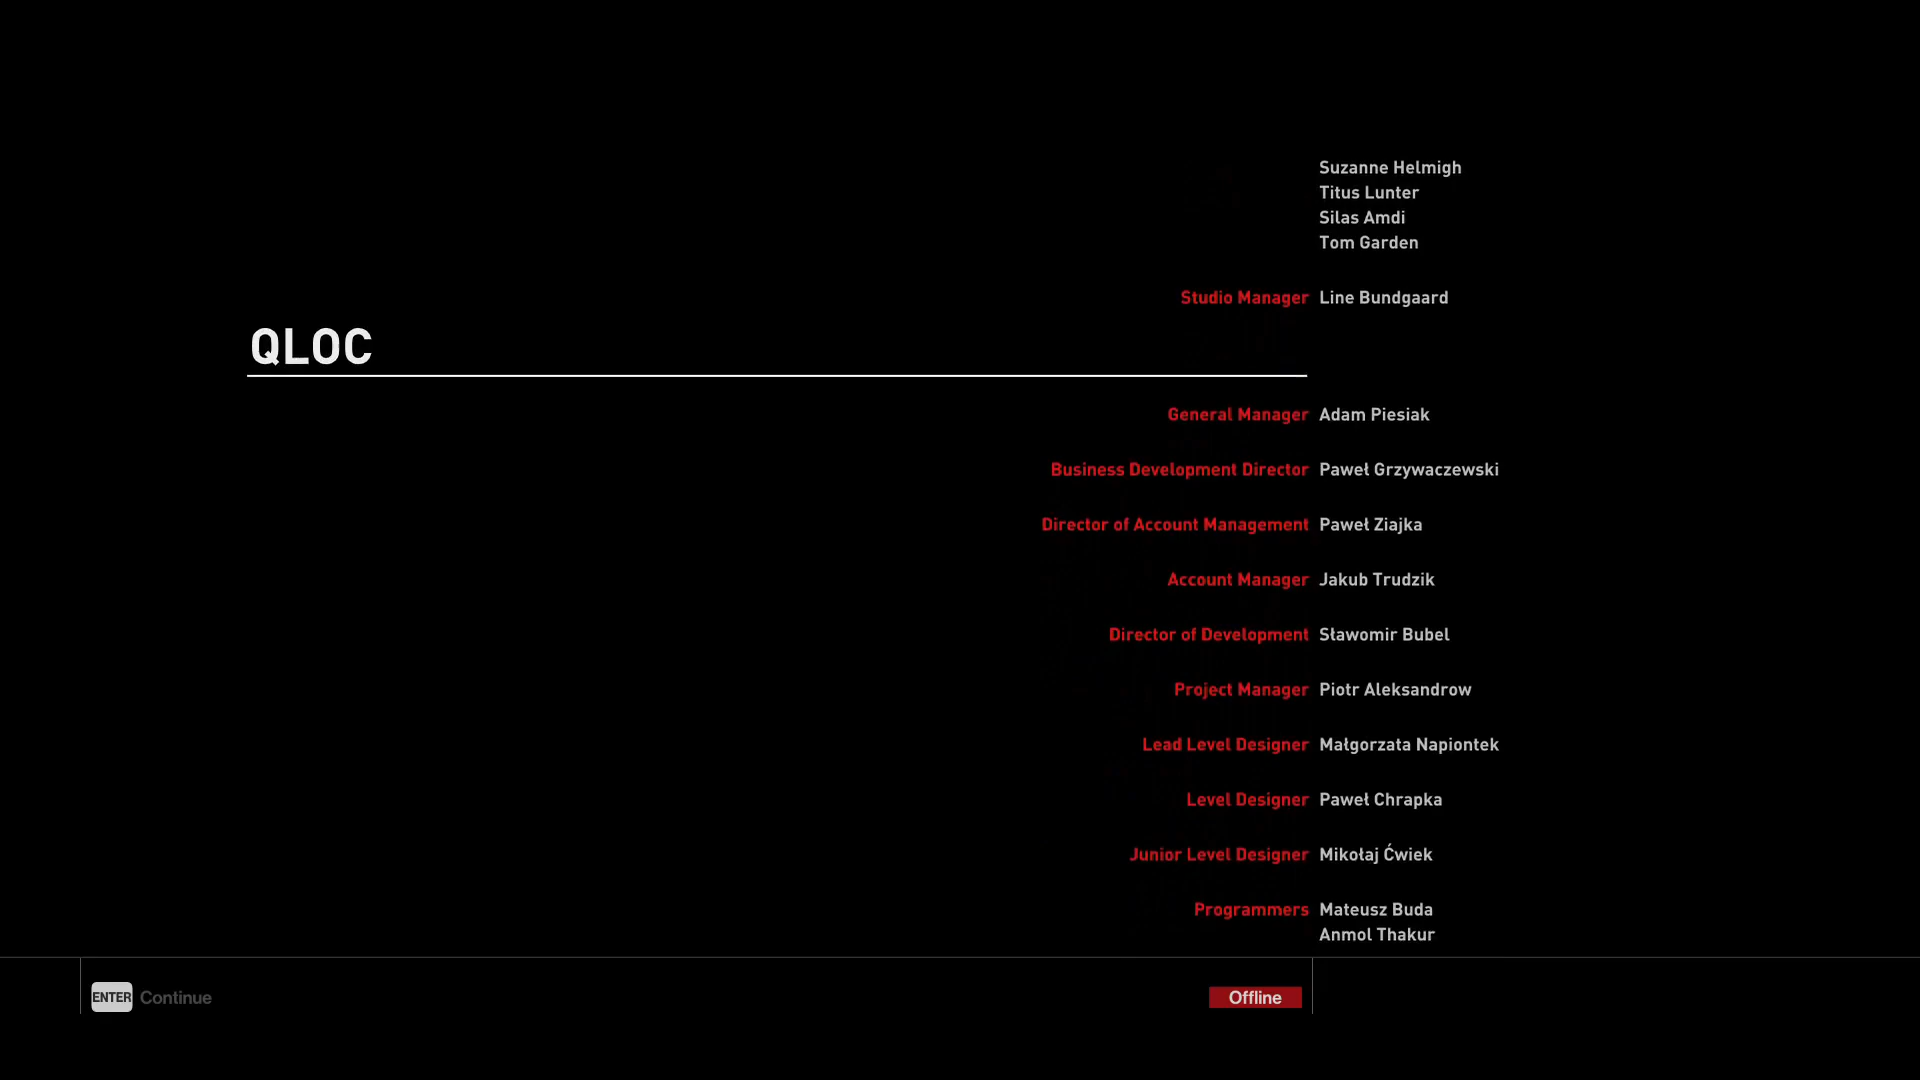 Suzanne Helmigh
Titus Lunter
Silas Amdi
Tom Garden
Studio Manager Line Bundgaard
QLOC
General Manager Adam Piesiak
Business Development Director Paweł Grzywaczewski
Director of Account Management Paweł Ziajka
Account Manager Jakub Trudzik
Director of Development Sławomir Bubel
Project Manager Piotr Aleksandrow
Lead Level Designer Małgorzata Napiontek
Level Designer Paweł Chrapka
Junior Level Designer Mikołaj Ćwiek
Programmers Mateusz Buda
Anmol Thakur
ENTER Continue
Offline